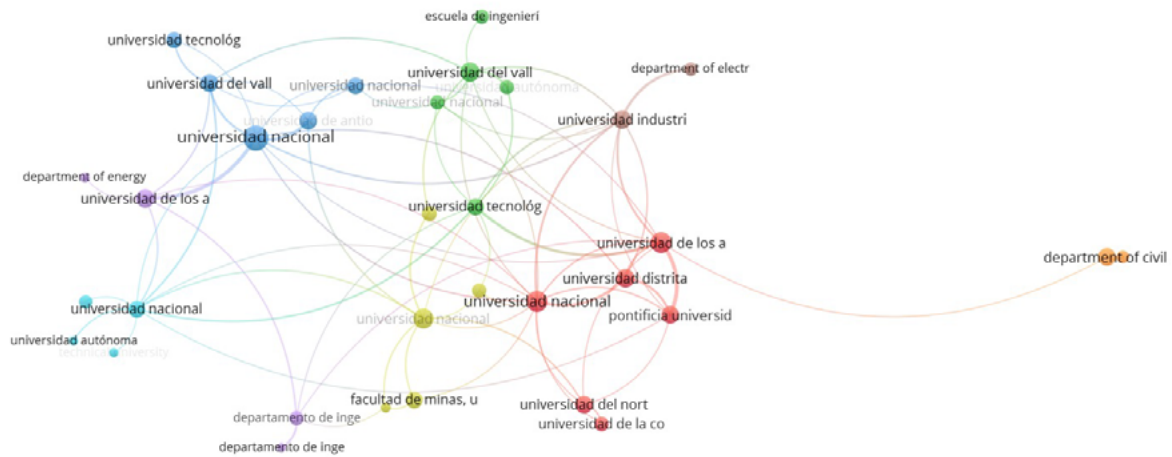 escuela de ingenieri
universidad tecnológ
universidad del vall
universidad del vall
department of electr
universidad nacional
universidad autónoma
universidad nacional
universidad de antio
universidad industri
universidad nacional
department of energy
universidad de los a
universidad tecnológ
universidad de los a
department of civil
universidad distrita
universidad nacional
universidad nacional
pontificia universid
universidad nacional
universidad autónoma
technical university
facultad de minas, u
universidad del nort
departamento de inge
universidad de la co
departamento de inge